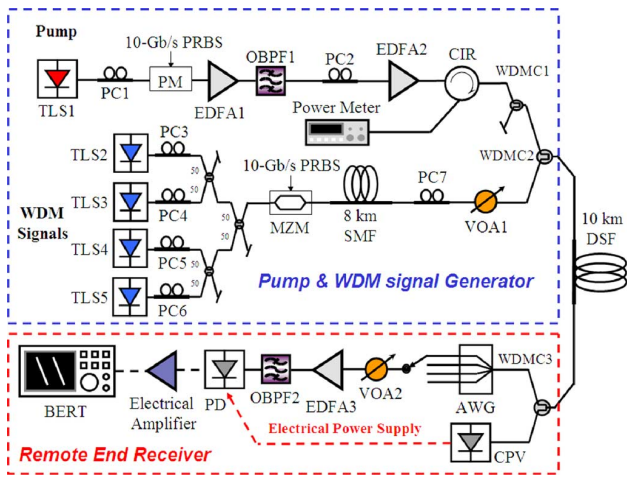 Pump
10-Gb/s PRBS
TLS1
PC1
PM
EDFA1
OBPF1
PC2
EDFA2
CIR
WDMC1
Power Meter
WDM
Signals
TLS2
PC3
50
50
TLS3
PC4
TLS4
PC5
50
50
TLS5
PC6
50
50
10-Gb/s PRBS
MZM
8 km
SMF
PC7
VOA1
WDMC2
10 km
DSF
Pump & WDM signal Generator
BERT
Electrical
Amplifier
PD
OBPF2
EDFA3
VOA2
AWG
WDMC3
Electrical Power Supply
CPV
Remote End Receiver